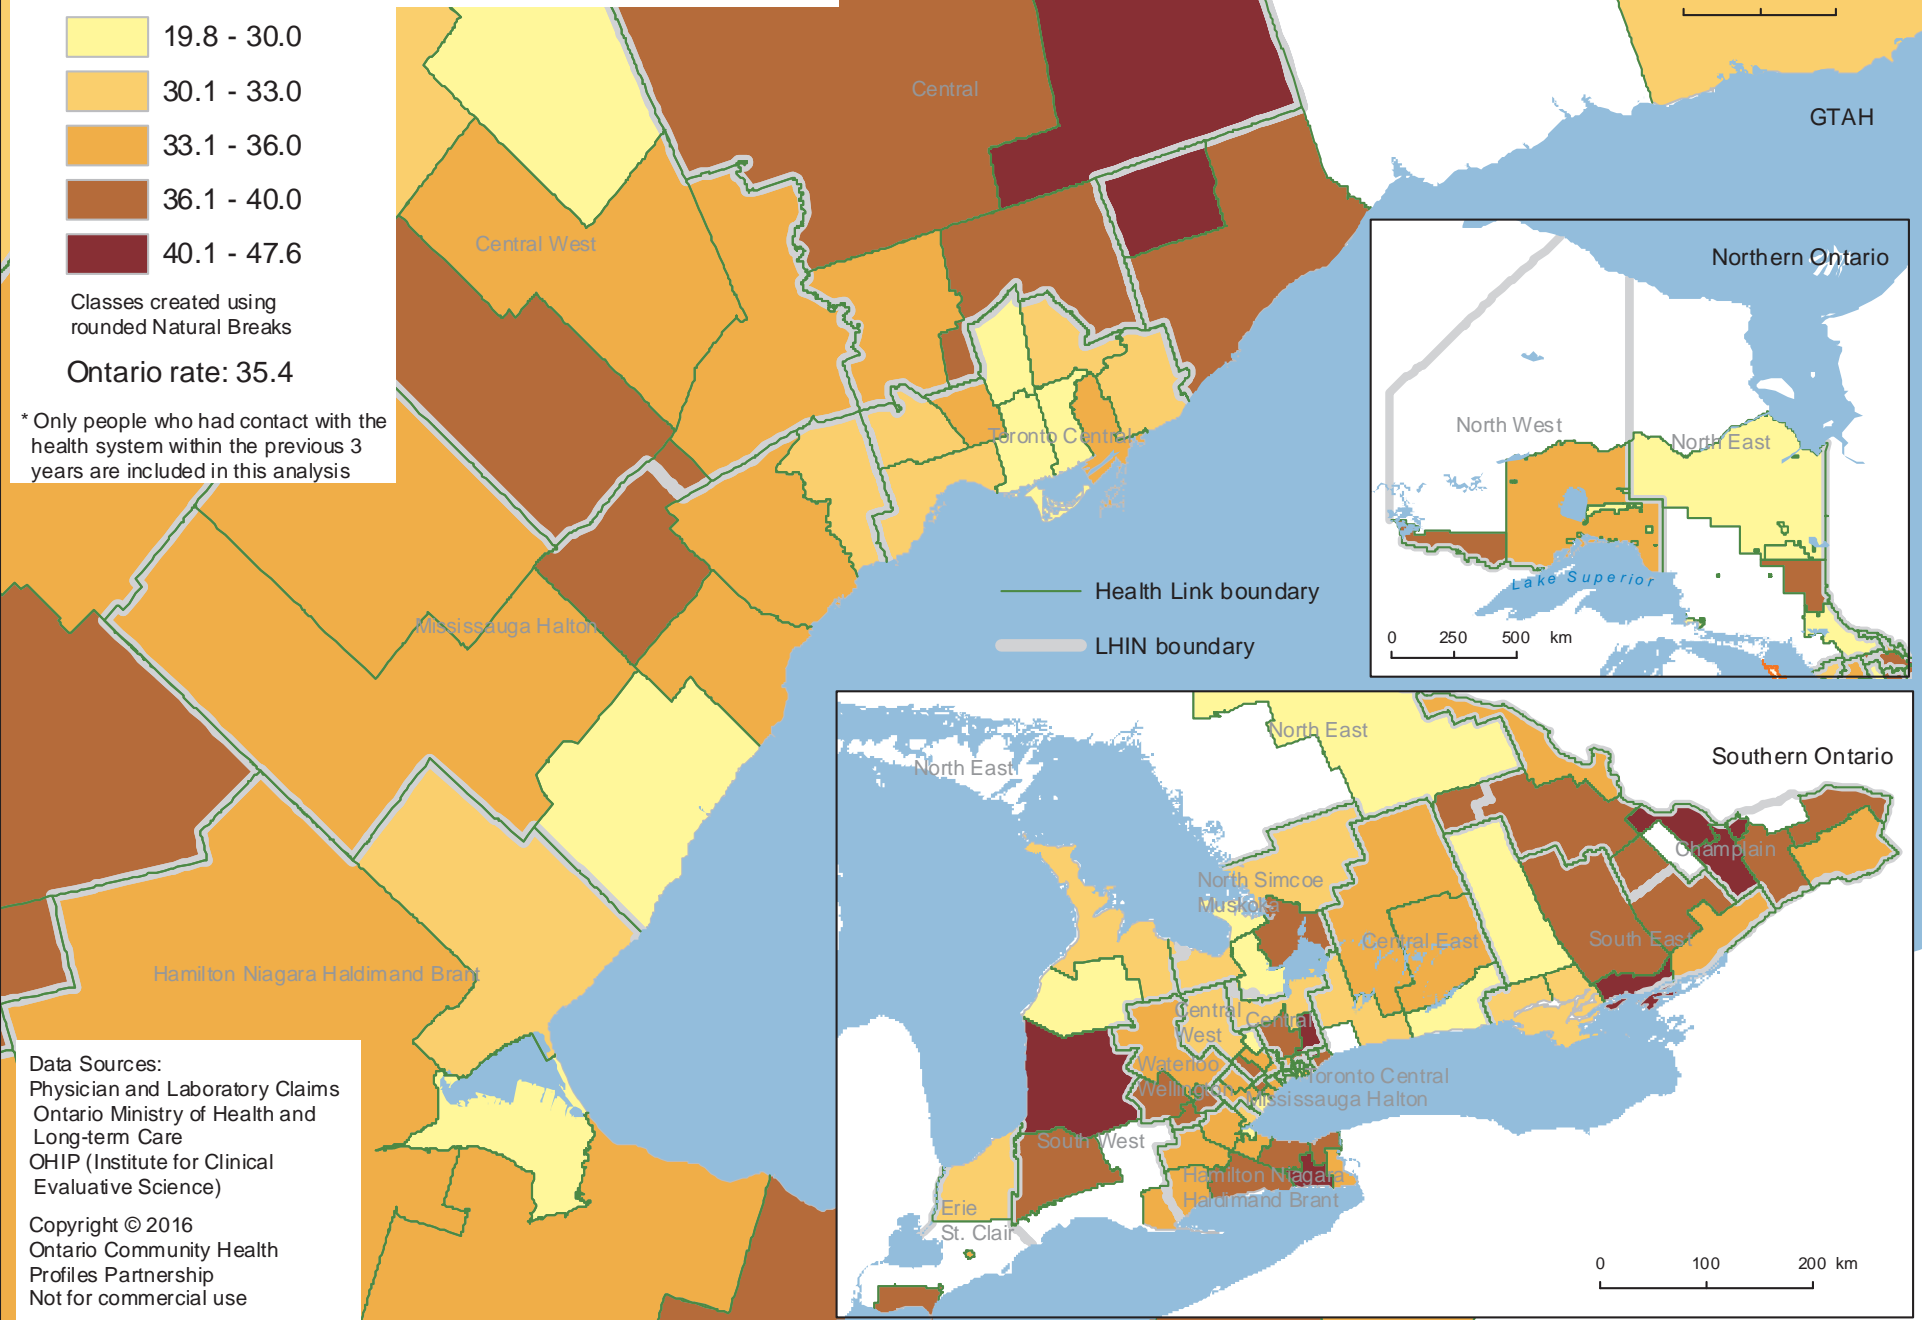 19.8 - 30.0
30.1 - 33.0
33.1 - 36.0
36.1 - 40.0
40.1 - 47.6
Classes created using
rounded Natural Breaks
Ontario rate: 35.4
* Only people who had contact with the
health system within the previous 3
years are included in this analysis
Central
Central West
Toronto Central
Mississauga Halton
Hamilton Niagara Haldimand Brant
GTAH
Health Link boundary
LHIN boundary
Northern Ontario
North West
North East
Lake Superior
0 250 500 km
Southern Ontario
North East
North East
North Simcoe
Muskoka
Champlain
Central East
South East
Central
West
Central
Waterloo
Wellington
Toronto Central
Mississauga Halton
South West
Hamilton Niagara
Haldimand Brant
Erie
St. Clair
0 100 200 km
Data Sources:
Physician and Laboratory Claims
Ontario Ministry of Health and
Long-term Care
OHIP (Institute for Clinical
Evaluative Science)
Copyright © 2016
Ontario Community Health
Profiles Partnership
Not for commercial use